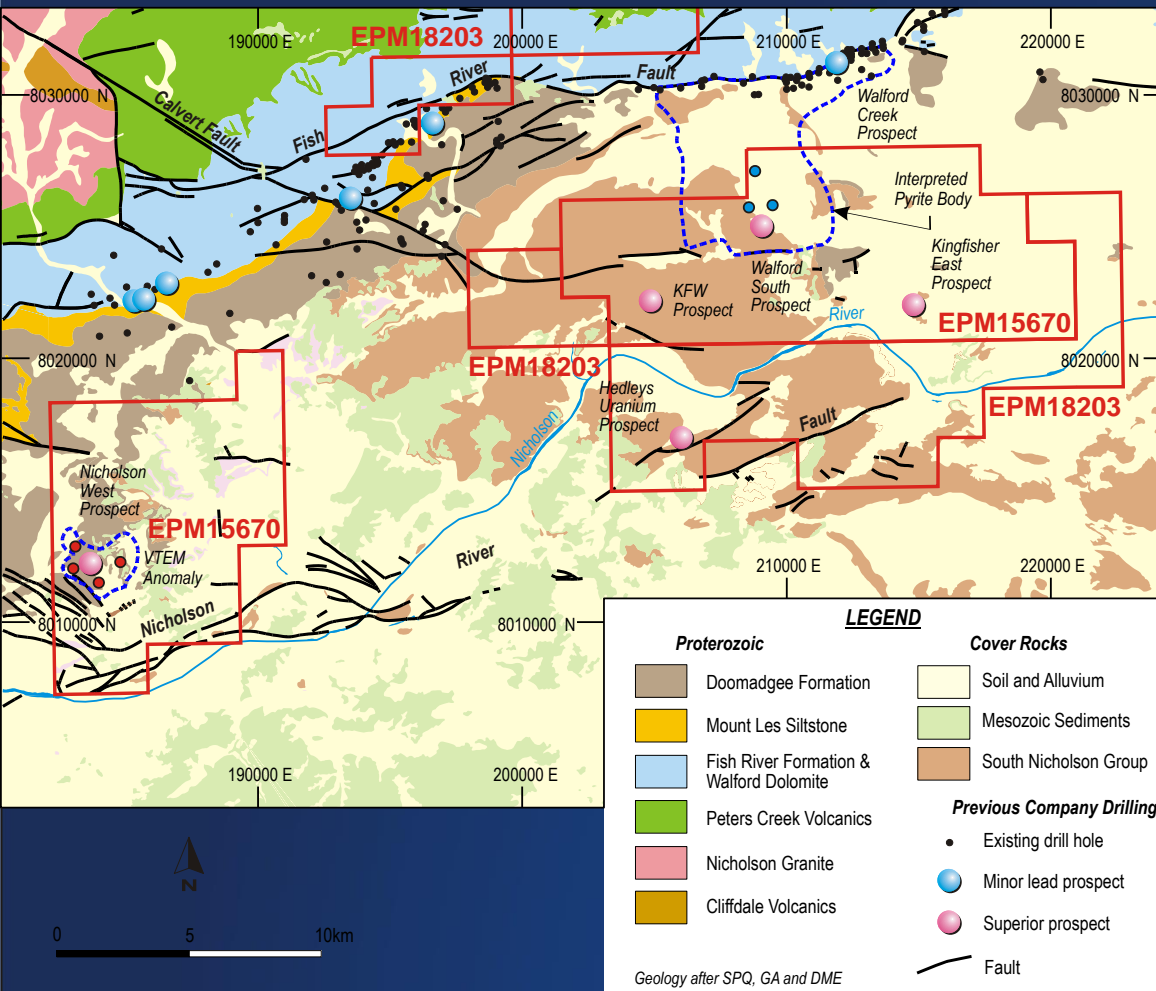 190000 E
EPM18203
200000 E
210000 E
220000 E
River
Fault
8030000 N
8030000 N
Calvert Fault
Fish
Walford
Creek
Prospect
Interpreted
Pyrite Body
Kingfisher
East
Prospect
Walford
South
Prospect
KFW
Prospect
River
EPM15670
8020000 N
EPM18203
8020000 N
Hedleys
Uranium
Prospect
EPM18203
Fault
Nicholson
Nicholson
West
Prospect
EPM15670
VTEM
Anomaly
River
210000 E
220000 E
Nicholson
8010000 N
8010000 N
190000 E
200000 E
N
0
5
10km
LEGEND
Proterozoic
Doomadgee Formation
Mount Les Siltstone
Fish River Formation &
Walford Dolomite
Peters Creek Volcanics
Nicholson Granite
Cliffdale Volcanics
Geology after SPQ, GA and DME
Cover Rocks
Soil and Alluvium
Mesozoic Sediments
South Nicholson Group
Previous Company Drilling
Existing drill hole
Minor lead prospect
Superior prospect
Fault